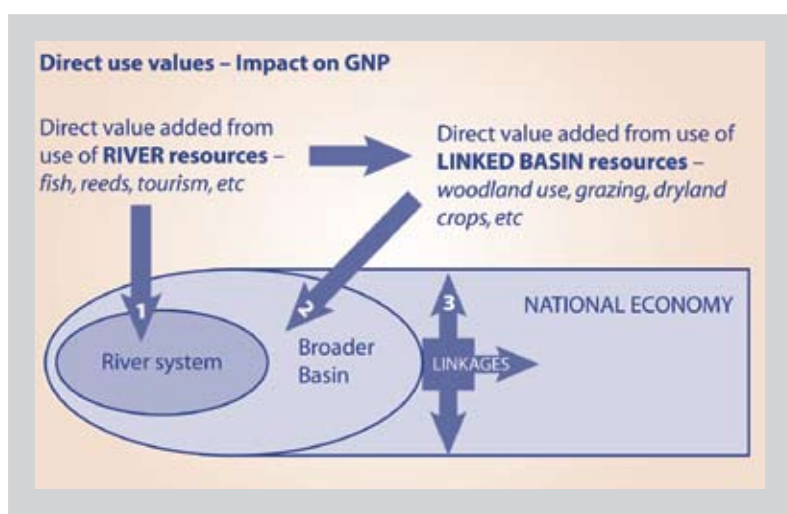 Direct use values – Impact on GNP
Direct value added from
use of RIVER resources –
fish, reeds, tourism, etc
Direct value added from use of
LINKED BASIN resources –
woodland use, grazing, dryland
crops, etc
1
2
3
NATIONAL ECONOMY
River system
Broader
Basin
LINKAGES